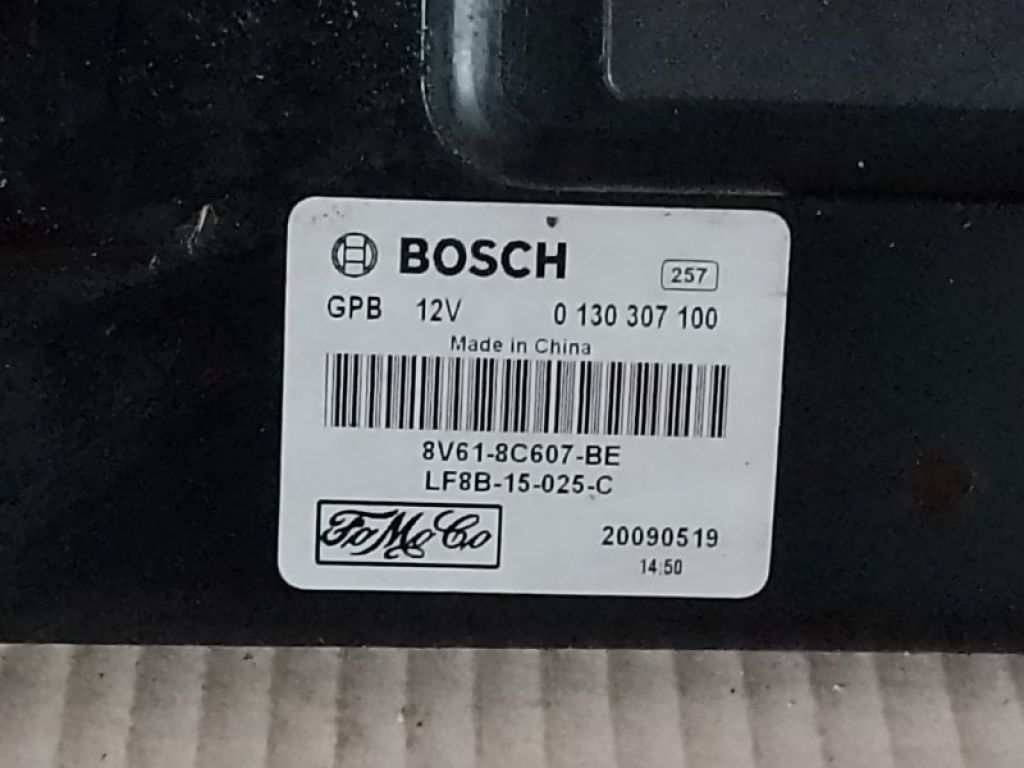 BOSCH
257
GPB 12V 0 130 307 100
Made in China
8V61-8C607-BE
LF8B-15-025-C
FoMoCo
20090519
14:50